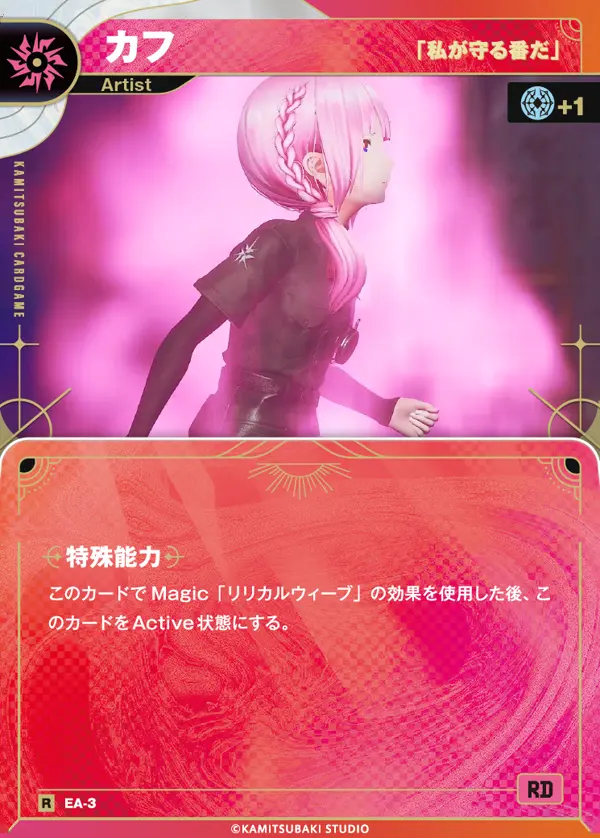 カフ
「私が守る番だ」
Artist
+1
KAMITSUBAKI CARDGAME
特殊能力
このカードで Magic「リリカルウィーブ」の効果を使用した後、こ
のカードをActive状態にする。
RD
R EA-3
©KAMITSUBAKI STUDIO